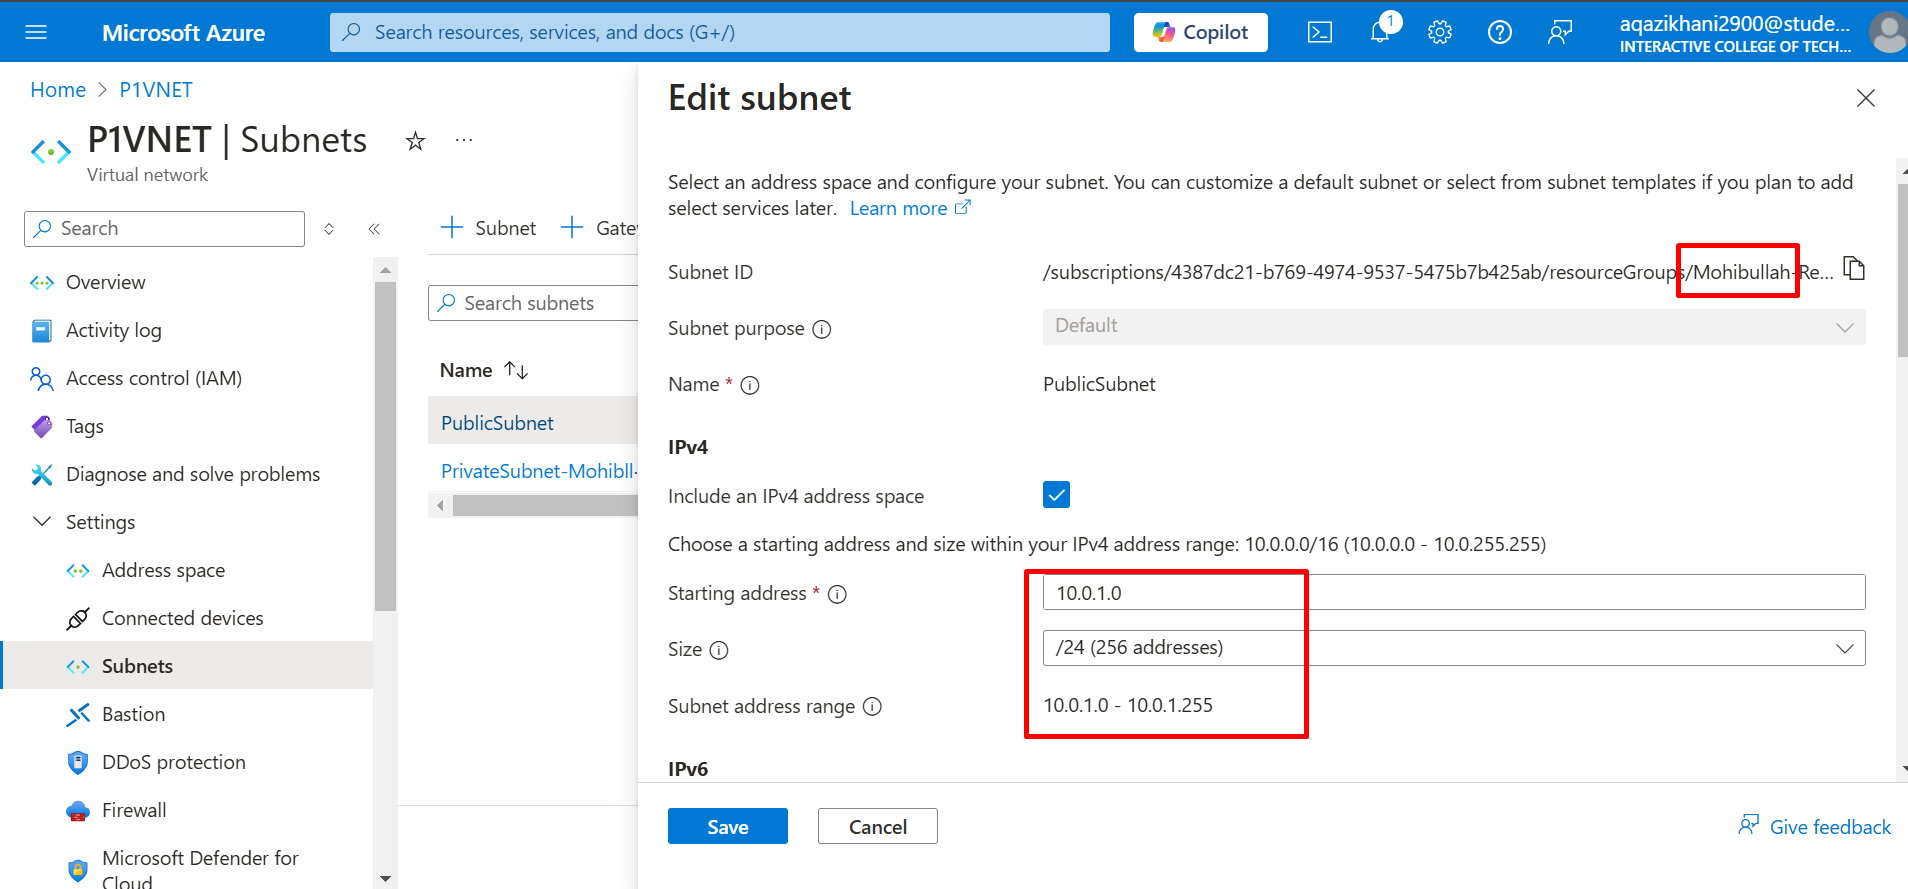 Microsoft Azure
Search resources, services, and docs (G+/)
Copilot
1
aqazikhani2900@stude...
INTERACTIVE COLLEGE OF TECH...
Home > P1VNET
P1VNET | Subnets
...
Virtual network
Search
Overview
Activity log
Access control (IAM)
Tags
Diagnose and solve problems
Settings
Address space
Connected devices
Subnets
Bastion
DDoS protection
Firewall
Microsoft Defender for
Cloud
+ Subnet + Gatew
Search subnets
Name ↑↓
PublicSubnet
PrivateSubnet-Mohibll-
Edit subnet
Select an address space and configure your subnet. You can customize a default subnet or select from subnet templates if you plan to add
select services later. Learn more
Subnet ID /subscriptions/4387dc21-b769-4974-9537-5475b7b425ab/resourceGroups/Mohibullah-Re...
Subnet purpose Default
Name * PublicSubnet
IPv4
Include an IPv4 address space
Choose a starting address and size within your IPv4 address range: 10.0.0.0/16 (10.0.0.0 - 10.0.255.255)
Starting address * 10.0.1.0
Size /24 (256 addresses)
Subnet address range 10.0.1.0 - 10.0.1.255
IPv6
Save Cancel
Give feedback